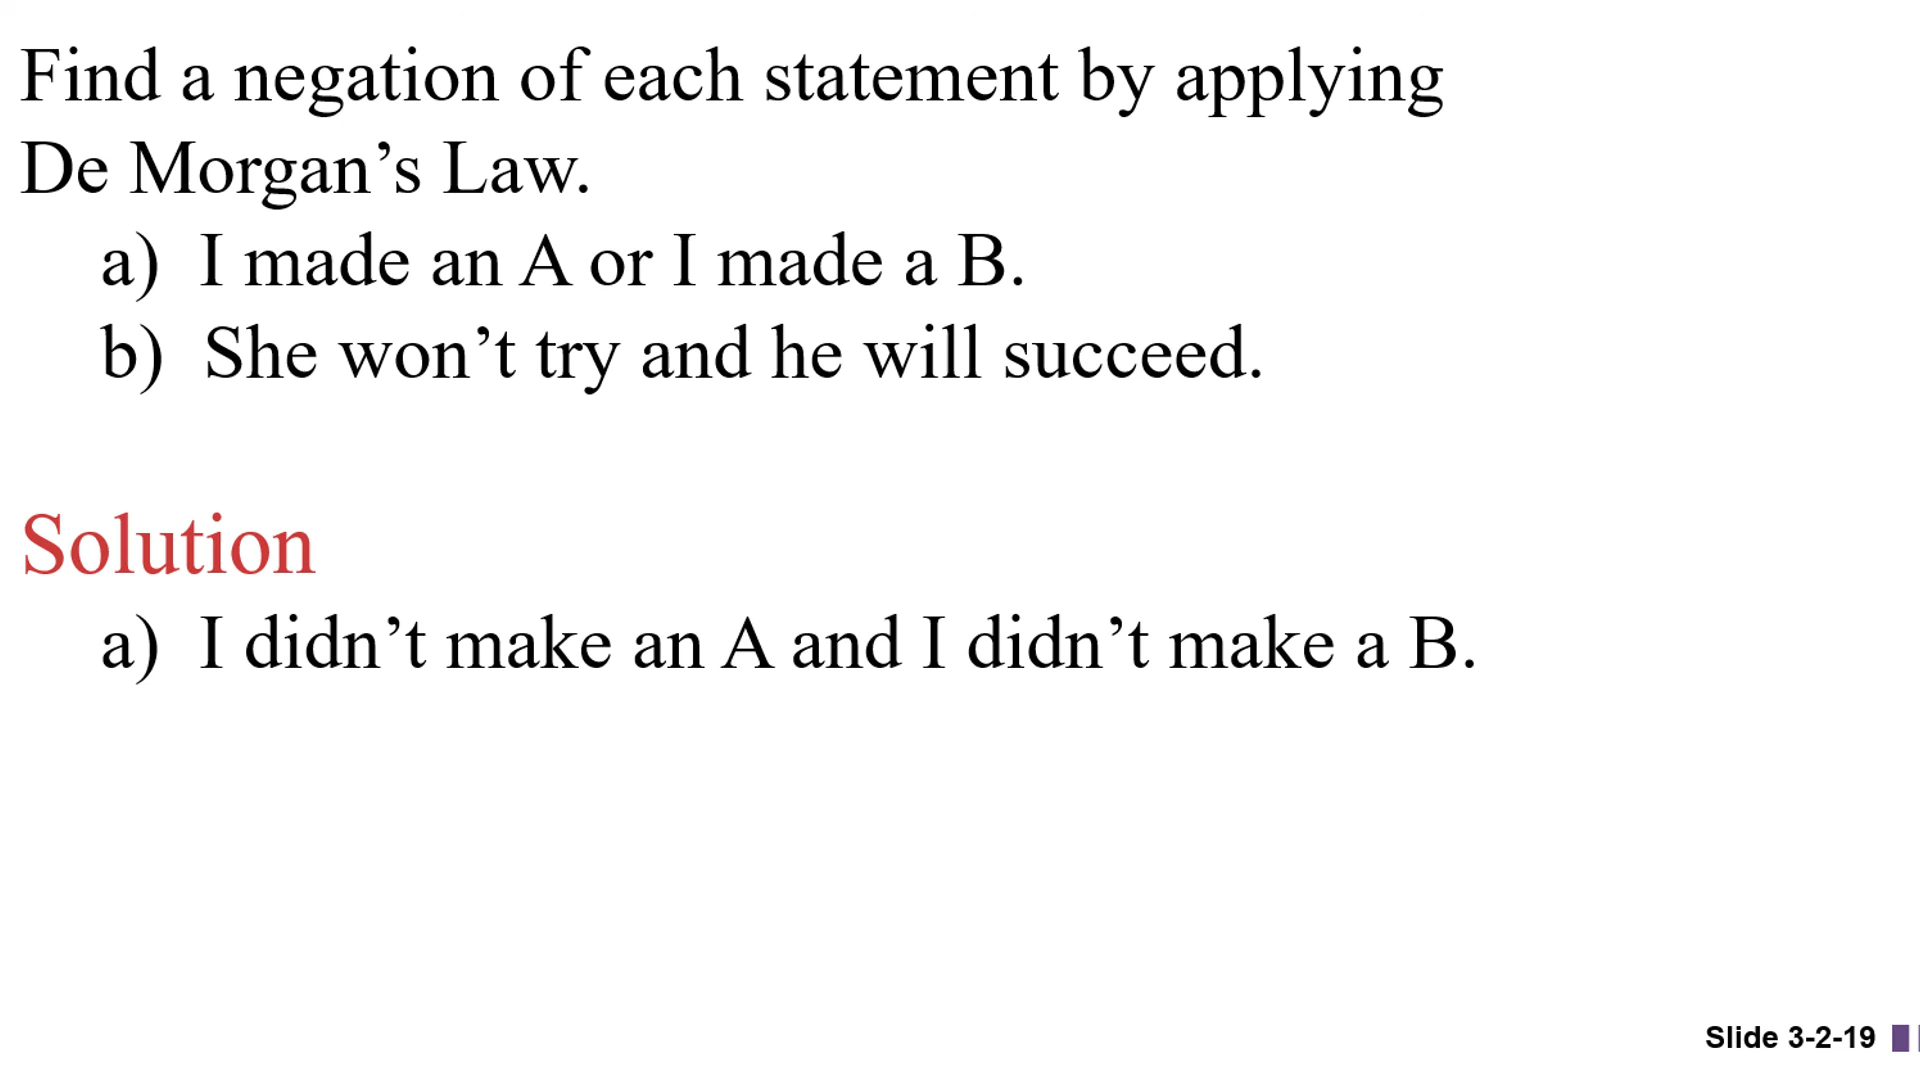 Find a negation of each statement by applying
De Morgan’s Law.
a) I made an A or I made a B.
b) She won’t try and he will succeed.
Solution
a) I didn’t make an A and I didn’t make a B.
Slide 3-2-19